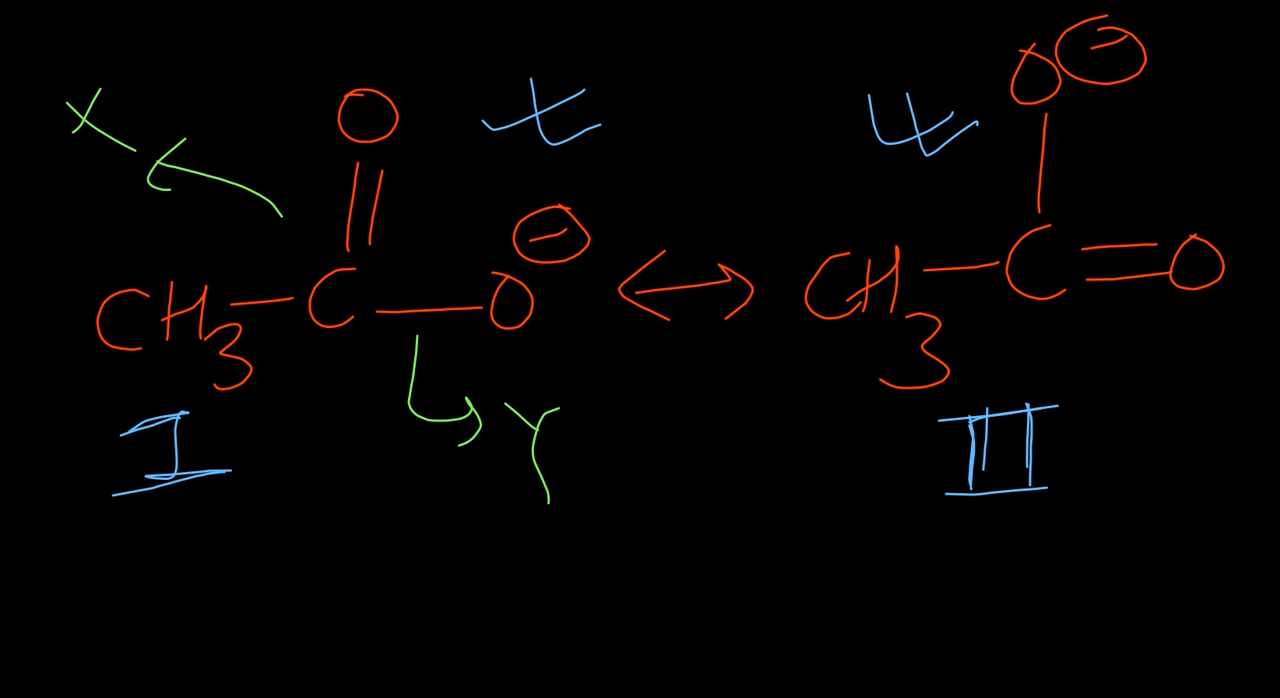 O
O ⊖
X
CH3 - C - O ⊖ ↔ CH3 - C = O
Y
I
II